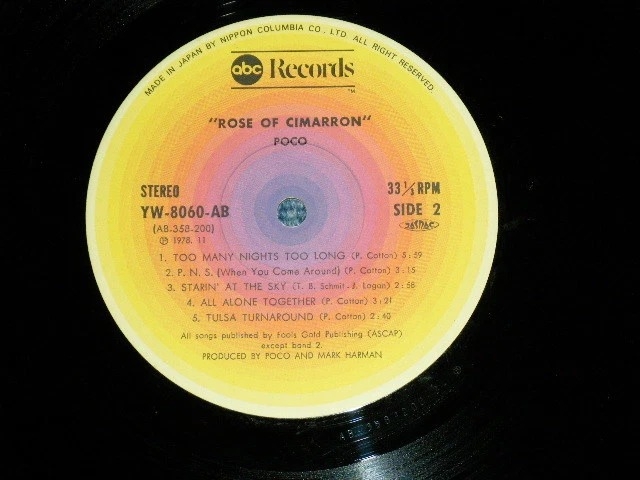 MADE IN JAPAN BY NIPPON COLUMBIA CO., LTD. ALL RIGHT RESERVED.
abc Records
TM
"ROSE OF CIMARRON"
POCO
STEREO
33 1/3 RPM
YW-8060-AB
SIDE 2
(AB-358-200)
Ⓟ 1978. 11
1. TOO MANY NIGHTS TOO LONG (P. Cotton) 5:59
2. P. N. S. (When You Come Around) (P. Cotton) 3:15
3. STARIN' AT THE SKY (T. B. Schmit-J. Logan) 2:58
4. ALL ALONE TOGETHER (P. Cotton) 3:21
5. TULSA TURNAROUND (P. Cotton) 2:40
All songs published by Fools Gold Publishing (ASCAP)
except band 2.
PRODUCED BY POCO AND MARK HARMAN